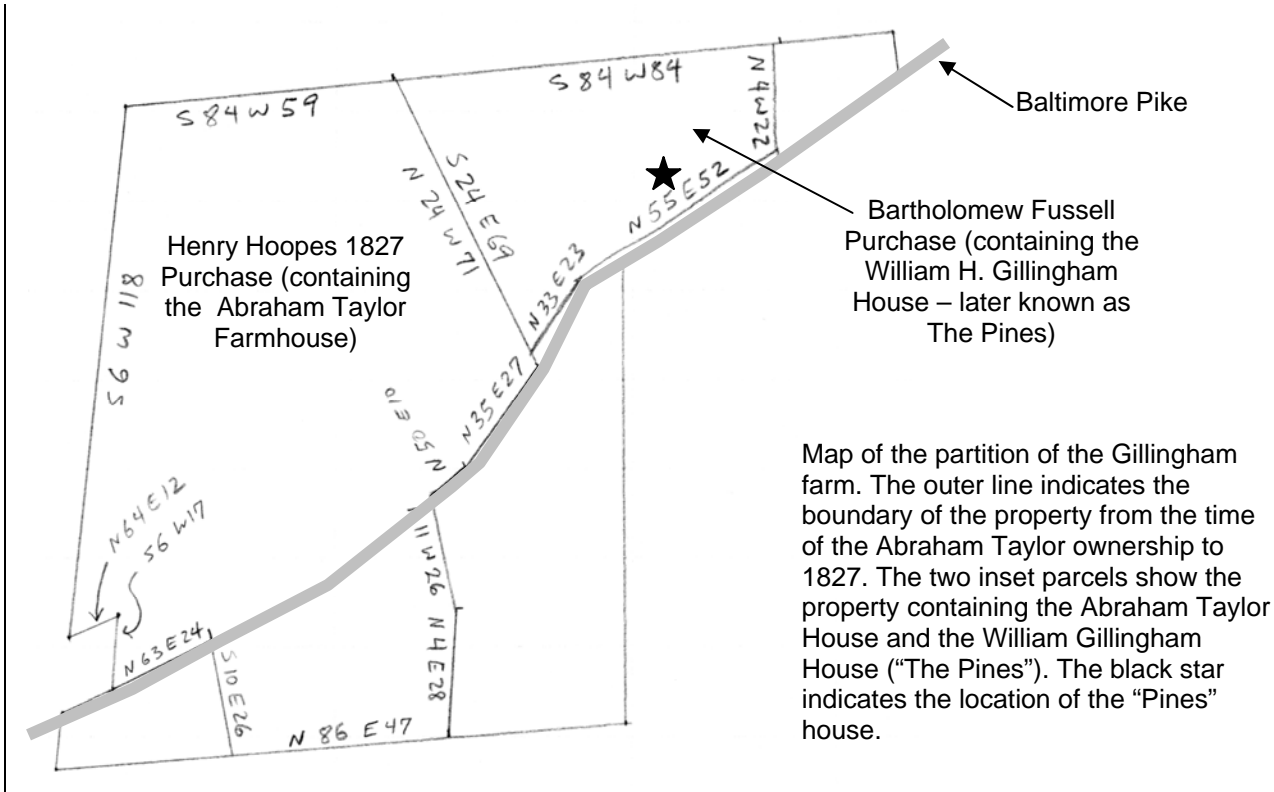 S 84 W 59
S 84 W 84
N 4 W 22
Baltimore Pike
S 24 E 69
N 24 W 71
N 55 E 52
Bartholomew Fussell
Purchase (containing the
William H. Gillingham
House – later known as
The Pines)
Henry Hoopes 1827
Purchase (containing
the Abraham Taylor
Farmhouse)
S 6 W 118
N 33 E 23
N 35 E 27
N 50 E 10
N 64 E 12
S6 W17
N 63 E 24
S 10 E 26
11 W 26
N 4 E 28
N 86 E 47
Map of the partition of the Gillingham
farm. The outer line indicates the
boundary of the property from the time
of the Abraham Taylor ownership to
1827. The two inset parcels show the
property containing the Abraham Taylor
House and the William Gillingham
House (“The Pines”). The black star
indicates the location of the “Pines”
house.